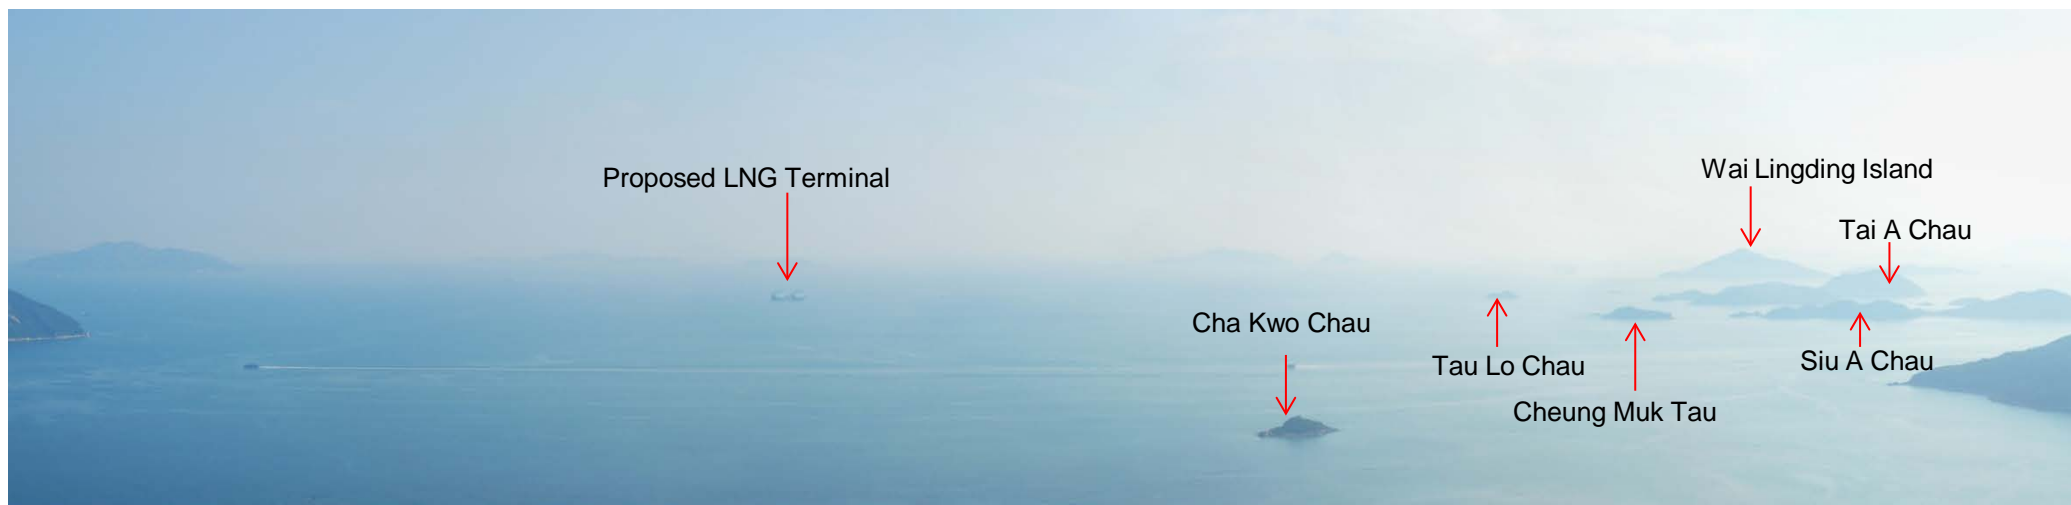 Proposed LNG Terminal
Wai Lingding Island
Tai A Chau
Cha Kwo Chau
Tau Lo Chau
Siu A Chau
Cheung Muk Tau